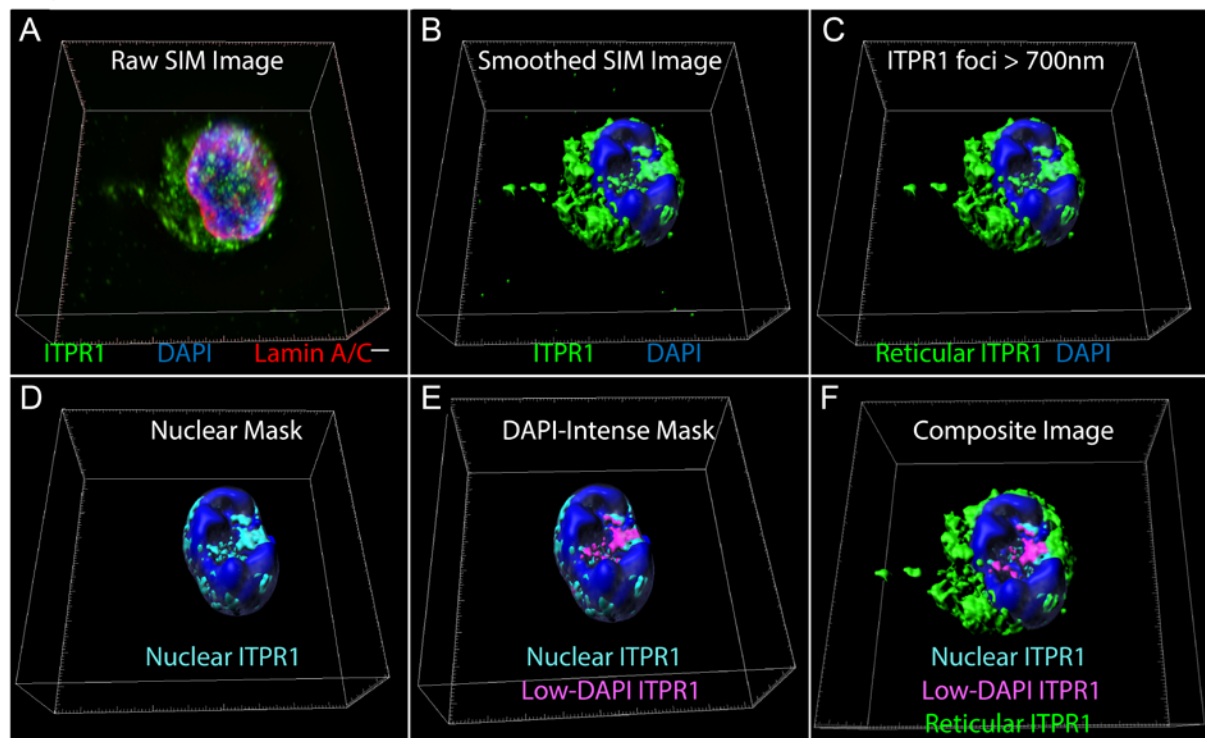 A
Raw SIM Image
ITPR1 DAPI Lamin A/C
B
Smoothed SIM Image
ITPR1 DAPI
C
ITPR1 foci > 700nm
Reticular ITPR1 DAPI
D
Nuclear Mask
Nuclear ITPR1
E
DAPI-Intense Mask
Nuclear ITPR1
Low-DAPI ITPR1
F
Composite Image
Nuclear ITPR1
Low-DAPI ITPR1
Reticular ITPR1